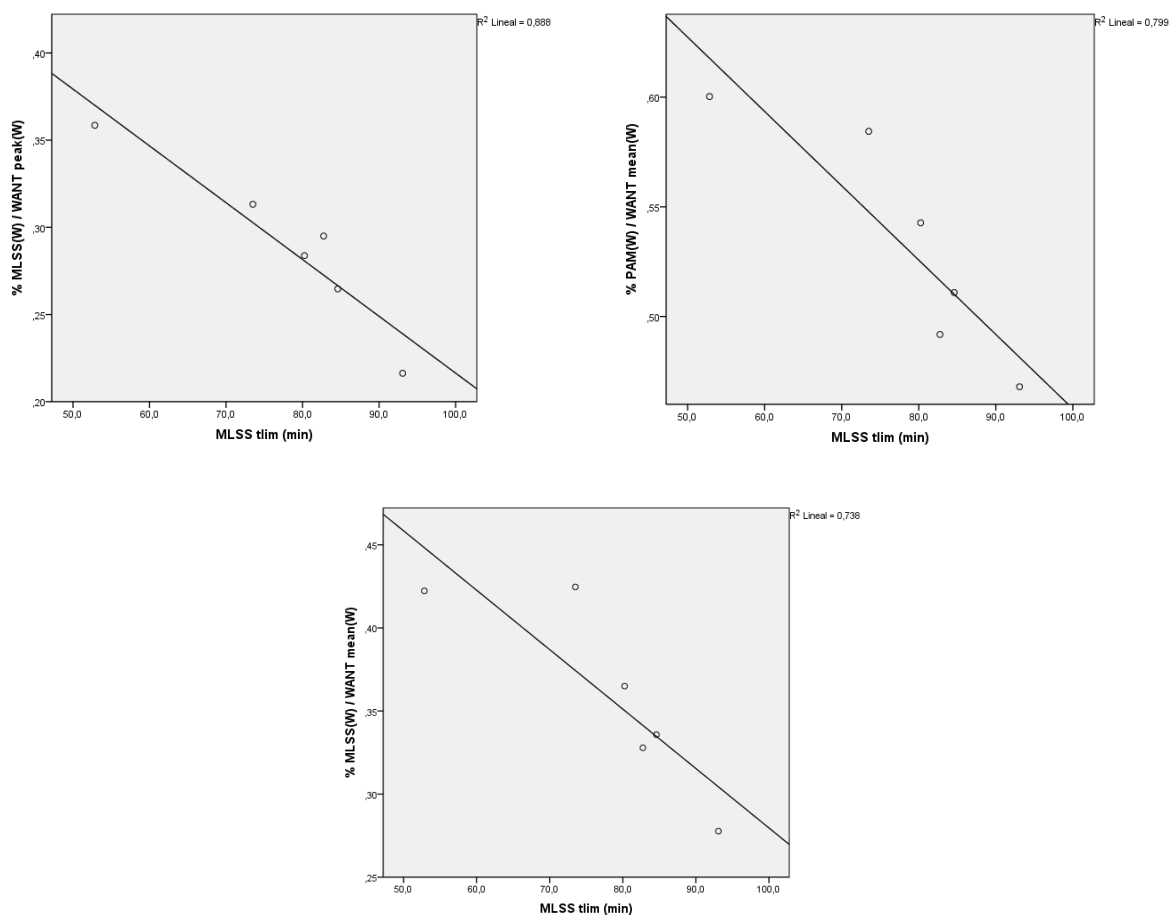 R² Lineal = 0,888
% MLSS(W) / WANT peak(W)
,40
,35
,30
,25
,20
50,0 60,0 70,0 80,0 90,0 100,0
MLSS tlim (min)
R² Lineal = 0,799
% PAM(W) / WANT mean(W)
,60
,55
,50
50,0 60,0 70,0 80,0 90,0 100,0
MLSS tlim (min)
R² Lineal = 0,738
% MLSS(W) / WANT mean(W)
,45
,40
,35
,30
,25
50,0 60,0 70,0 80,0 90,0 100,0
MLSS tlim (min)